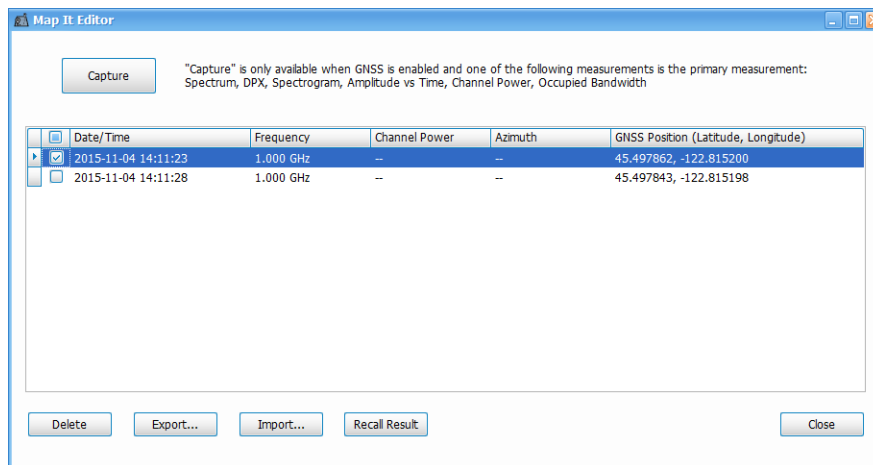 Map It Editor
Capture
"Capture" is only available when GNSS is enabled and one of the following measurements is the primary measurement:
Spectrum, DPX, Spectrogram, Amplitude vs Time, Channel Power, Occupied Bandwidth
Date/Time Frequency Channel Power Azimuth GNSS Position (Latitude, Longitude)
2015-11-04 14:11:23 1.000 GHz -- -- 45.497862, -122.815200
2015-11-04 14:11:28 1.000 GHz -- -- 45.497843, -122.815198
Delete Export... Import... Recall Result Close